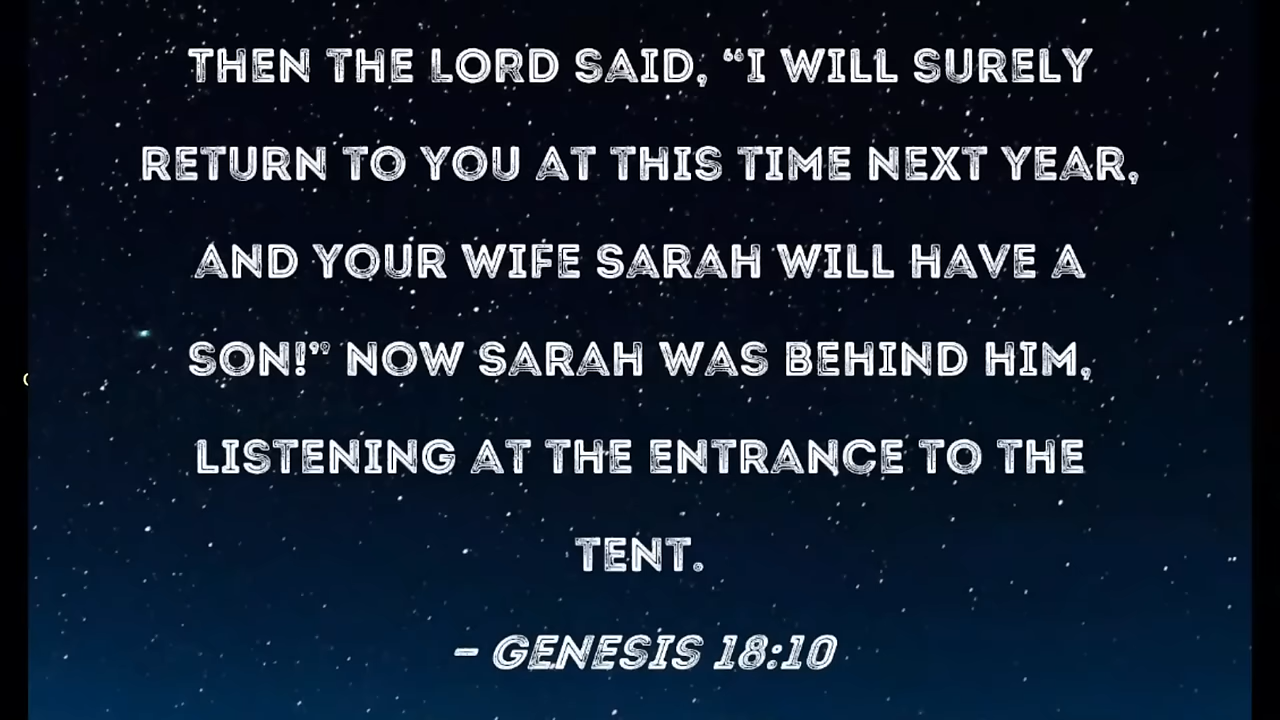 THEN THE LORD SAID, “I WILL SURELY
RETURN TO YOU AT THIS TIME NEXT YEAR,
AND YOUR WIFE SARAH WILL HAVE A
SON!” NOW SARAH WAS BEHIND HIM,
LISTENING AT THE ENTRANCE TO THE
TENT.
– GENESIS 18:10